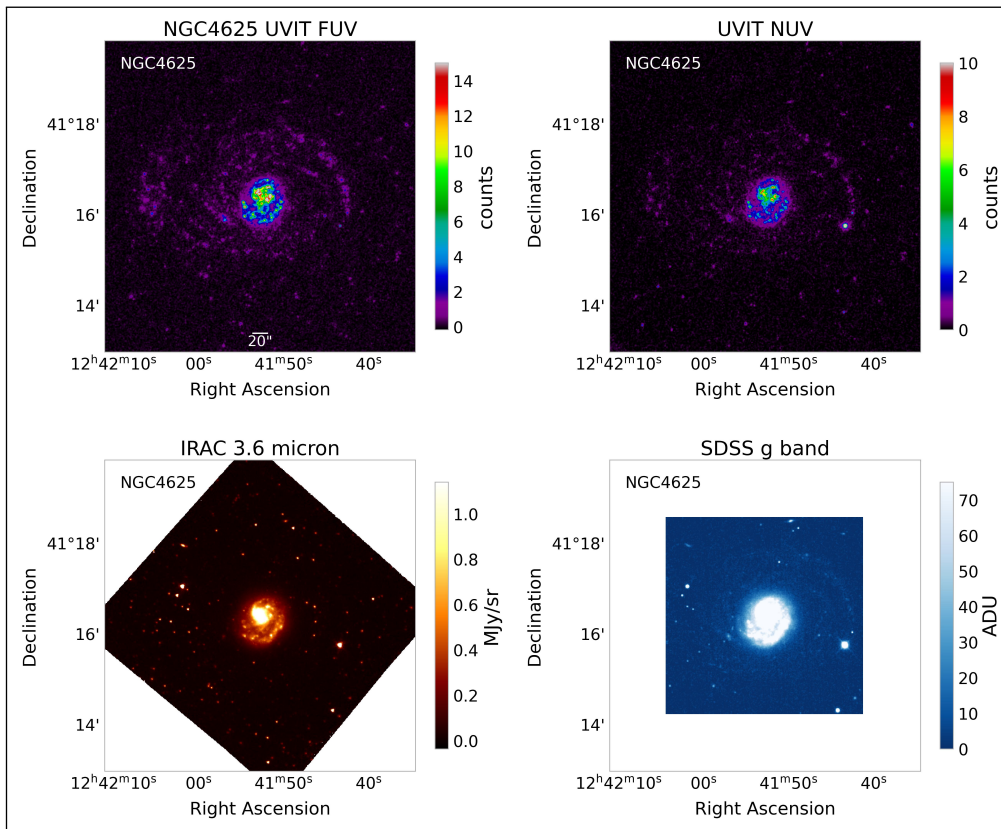 NGC4625 UVIT FUV
NGC4625
41°18'
16'
14'
Declination
20"
12ʰ42ᵐ10ˢ 00ˢ 41ᵐ50ˢ 40ˢ
Right Ascension
14
12
10
8
6
4
2
0
counts
UVIT NUV
NGC4625
41°18'
16'
14'
Declination
12ʰ42ᵐ10ˢ 00ˢ 41ᵐ50ˢ 40ˢ
Right Ascension
10
8
6
4
2
0
counts
IRAC 3.6 micron
NGC4625
41°18'
16'
14'
Declination
12ʰ42ᵐ10ˢ 00ˢ 41ᵐ50ˢ 40ˢ
Right Ascension
1.0
0.8
0.6
0.4
0.2
0.0
MJy/sr
SDSS g band
NGC4625
41°18'
16'
14'
Declination
12ʰ42ᵐ10ˢ 00ˢ 41ᵐ50ˢ 40ˢ
Right Ascension
70
60
50
40
30
20
10
0
ADU